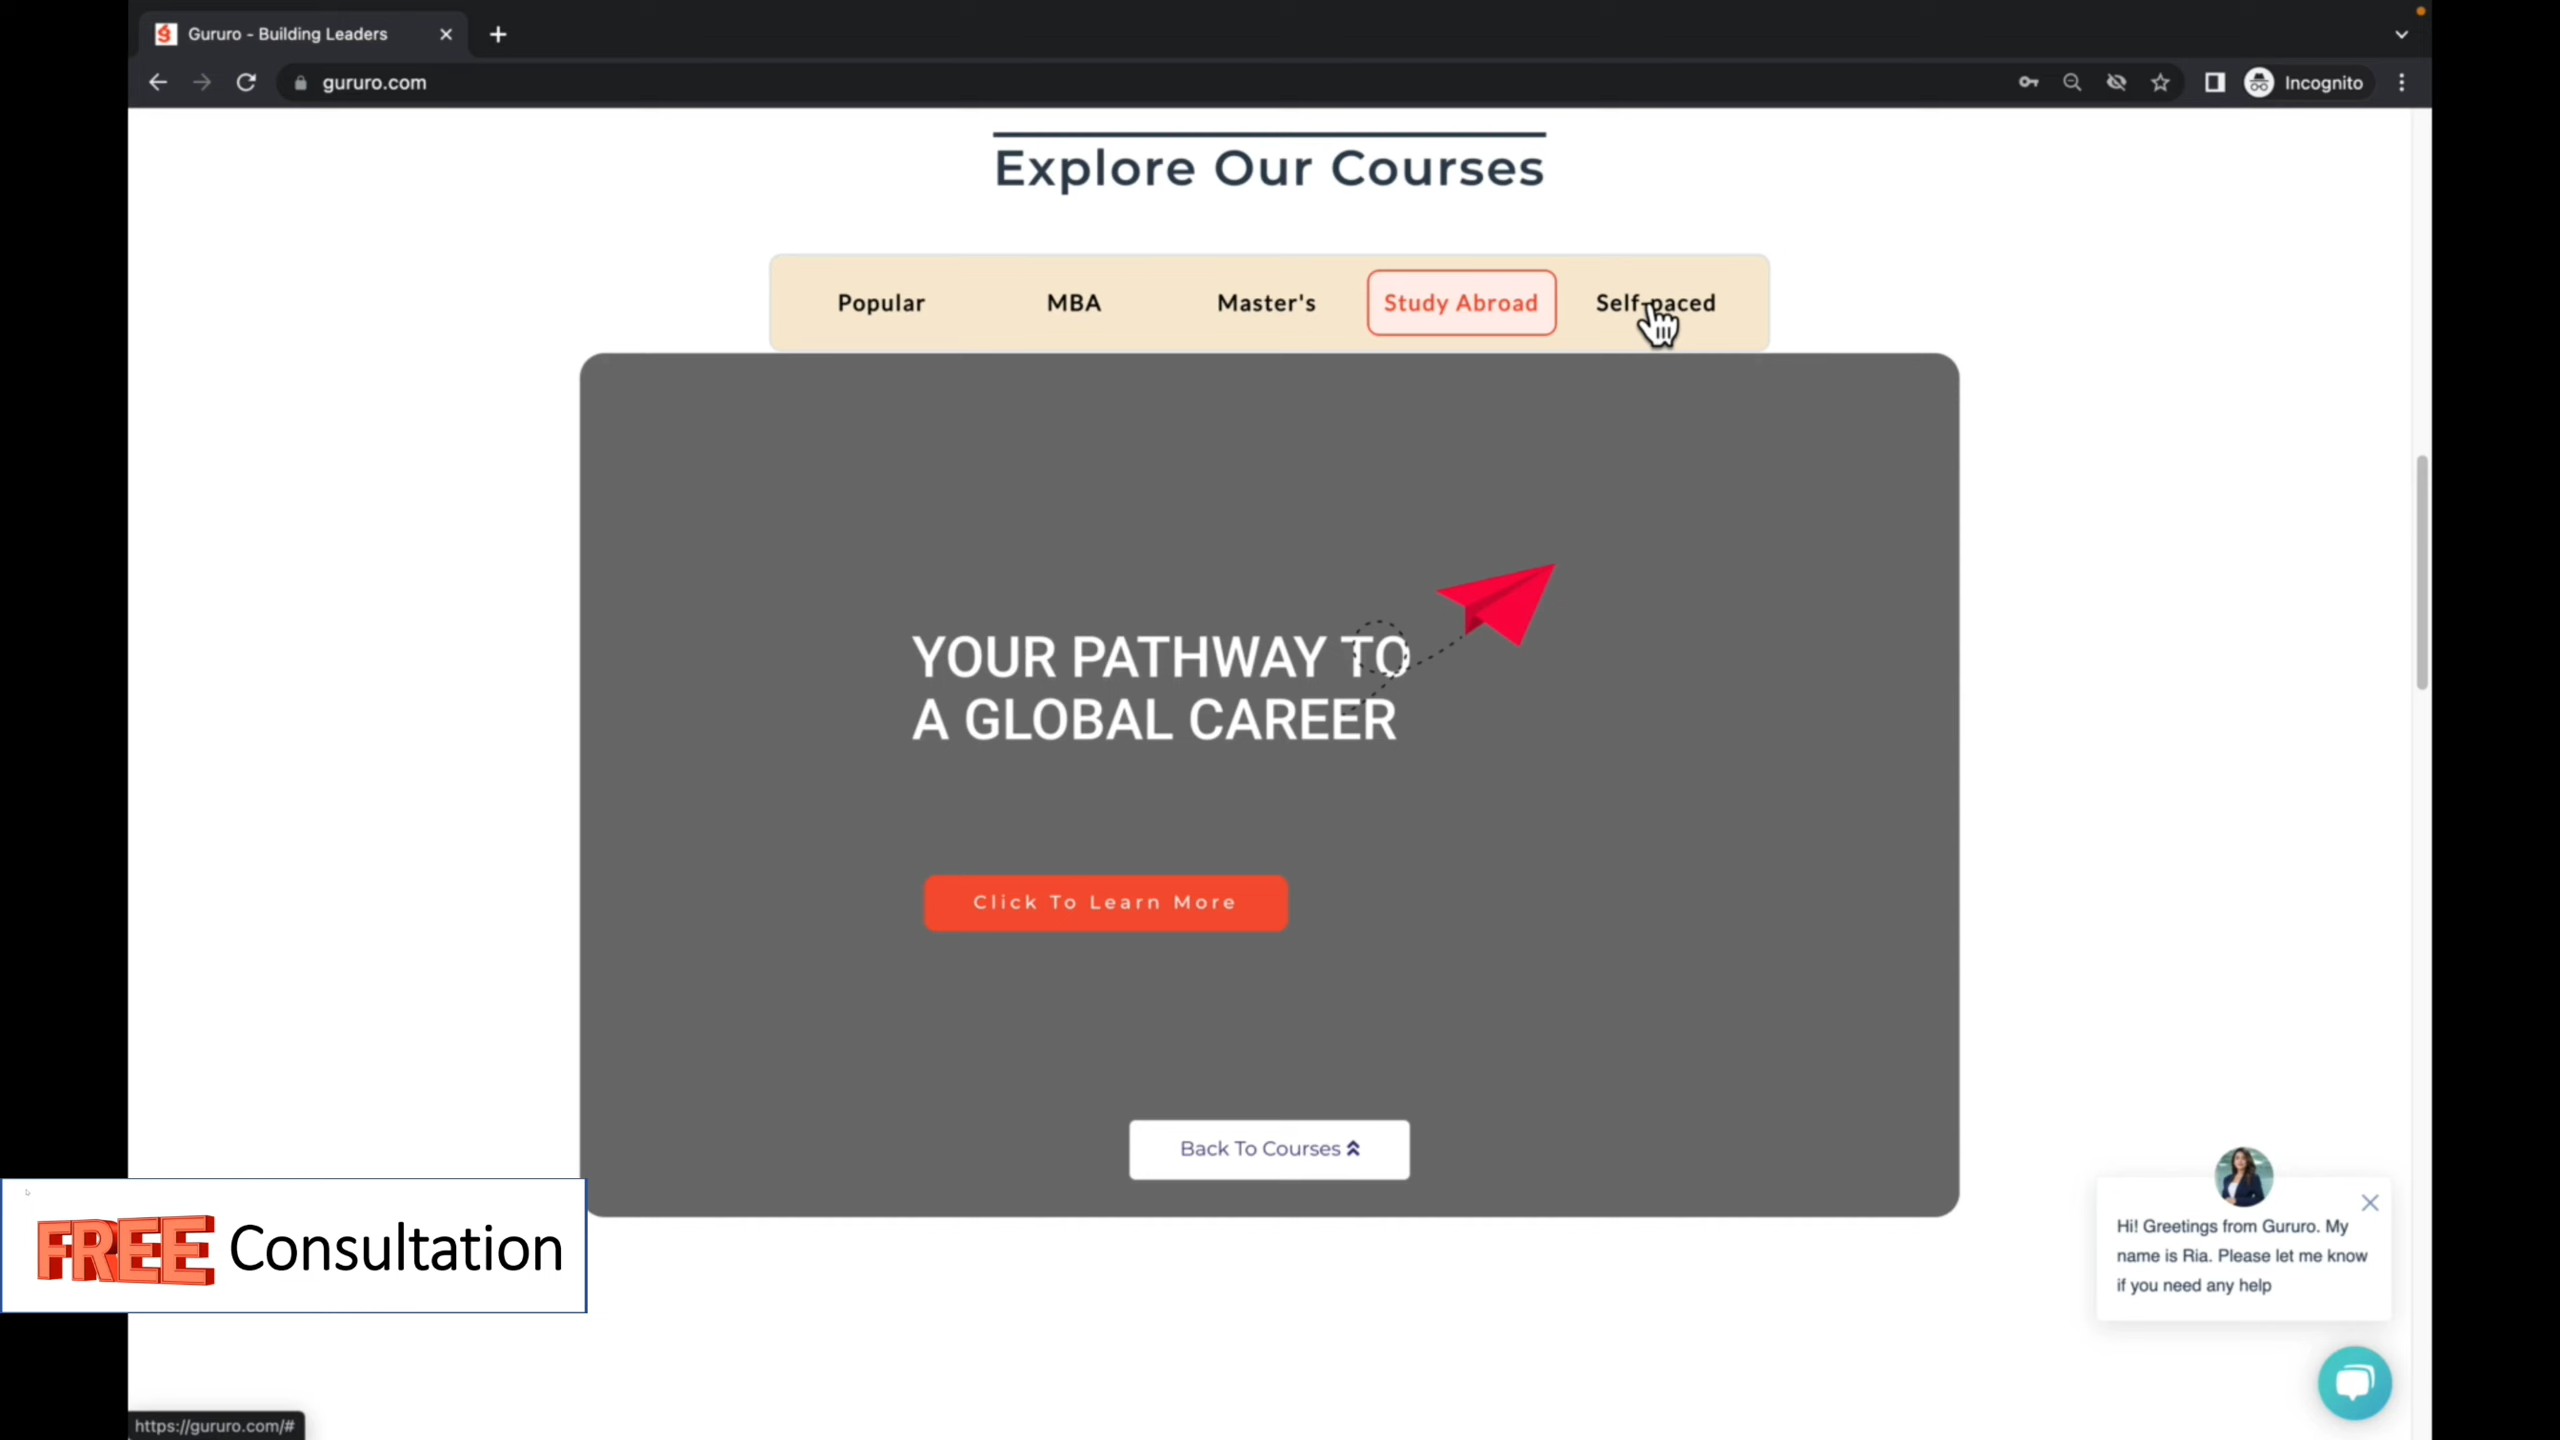 Gururo - Building Leaders
gururo.com
Incognito
Explore Our Courses
Popular
MBA
Master's
Study Abroad
Self-paced
YOUR PATHWAY TO
A GLOBAL CAREER
Click To Learn More
Back To Courses
FREE Consultation
Hi! Greetings from Gururo. My
name is Ria. Please let me know
if you need any help
https://gururo.com/#